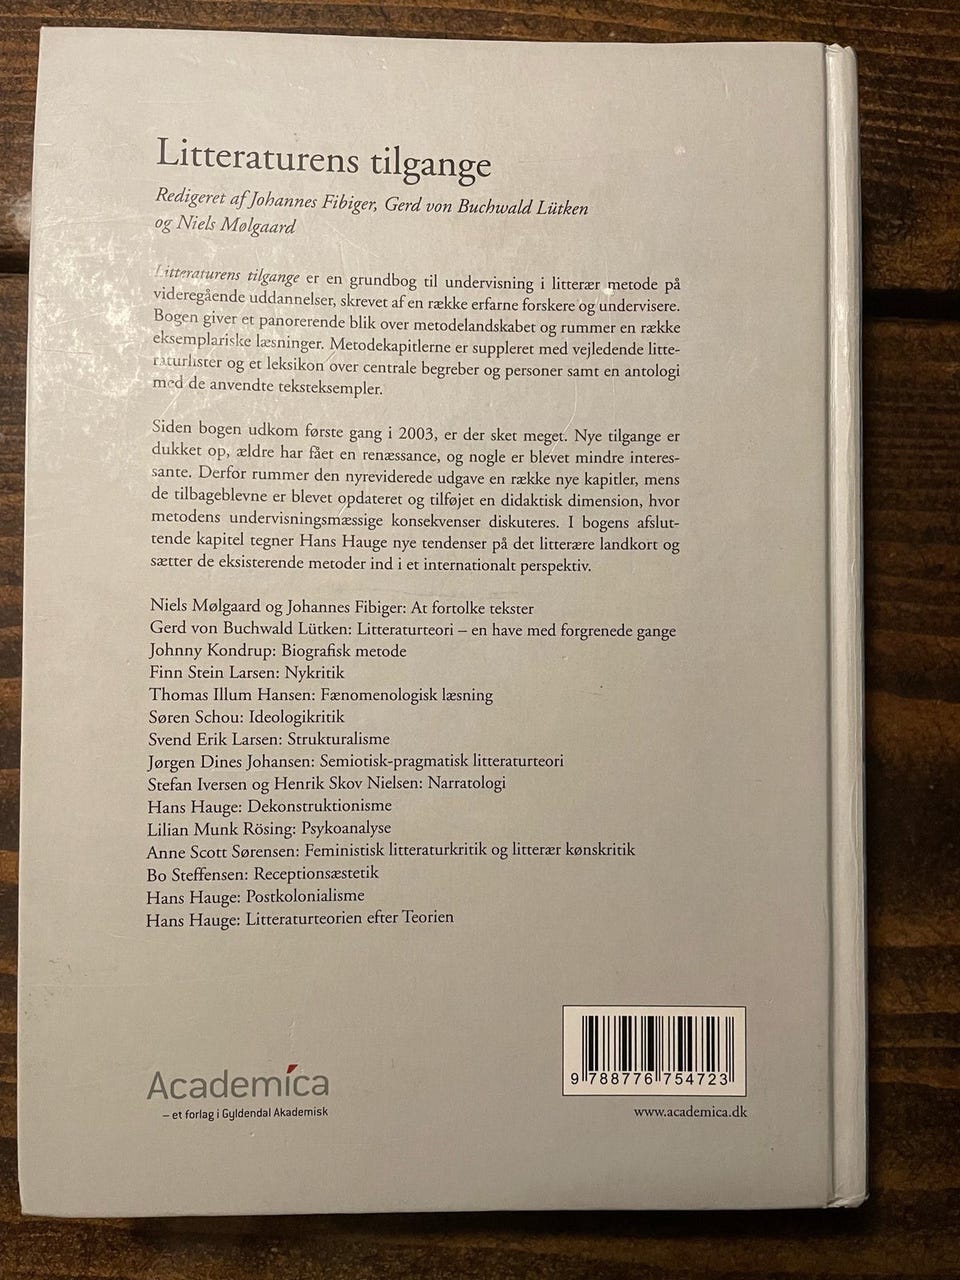 Litteraturens tilgange
Redigeret af Johannes Fibiger, Gerd von Buchwald Lütken
og Niels Mølgaard
Litteraturens tilgange er en grundbog til undervisning i litterær metode på
videregående uddannelser, skrevet af en række erfarne forskere og undervisere.
Bogen giver et panorerende blik over metodelandskabet og rummer en række
eksemplariske læsninger. Metodekapitlerne er suppleret med vejledende litte-
raturlister og et leksikon over centrale begreber og personer samt en antologi
med de anvendte teksteksempler.
Siden bogen udkom første gang i 2003, er der sket meget. Nye tilgange er
dukket op, ældre har fået en renæssance, og nogle er blevet mindre interes-
sante. Derfor rummer den nyreviderede udgave en række nye kapitler, mens
de tilbageblevne er blevet opdateret og tilføjet en didaktisk dimension, hvor
metodens undervisningsmæssige konsekvenser diskuteres. I bogens afslut-
tende kapitel tegner Hans Hauge nye tendenser på det litterære landkort og
sætter de eksisterende metoder ind i et internationalt perspektiv.
Niels Mølgaard og Johannes Fibiger: At fortolke tekster
Gerd von Buchwald Lütken: Litteraturteori – en have med forgrenede gange
Johnny Kondrup: Biografisk metode
Finn Stein Larsen: Nykritik
Thomas Illum Hansen: Fænomenologisk læsning
Søren Schou: Ideologikritik
Svend Erik Larsen: Strukturalisme
Jørgen Dines Johansen: Semiotisk-pragmatisk litteraturteori
Stefan Iversen og Henrik Skov Nielsen: Narratologi
Hans Hauge: Dekonstruktionisme
Lilian Munk Rösing: Psykoanalyse
Anne Scott Sørensen: Feministisk litteraturkritik og litterær kønskritik
Bo Steffensen: Receptionsæstetik
Hans Hauge: Postkolonialisme
Hans Hauge: Litteraturteorien efter Teorien
Academica
– et forlag i Gyldendal Akademisk
9 788776 754723
www.academica.dk